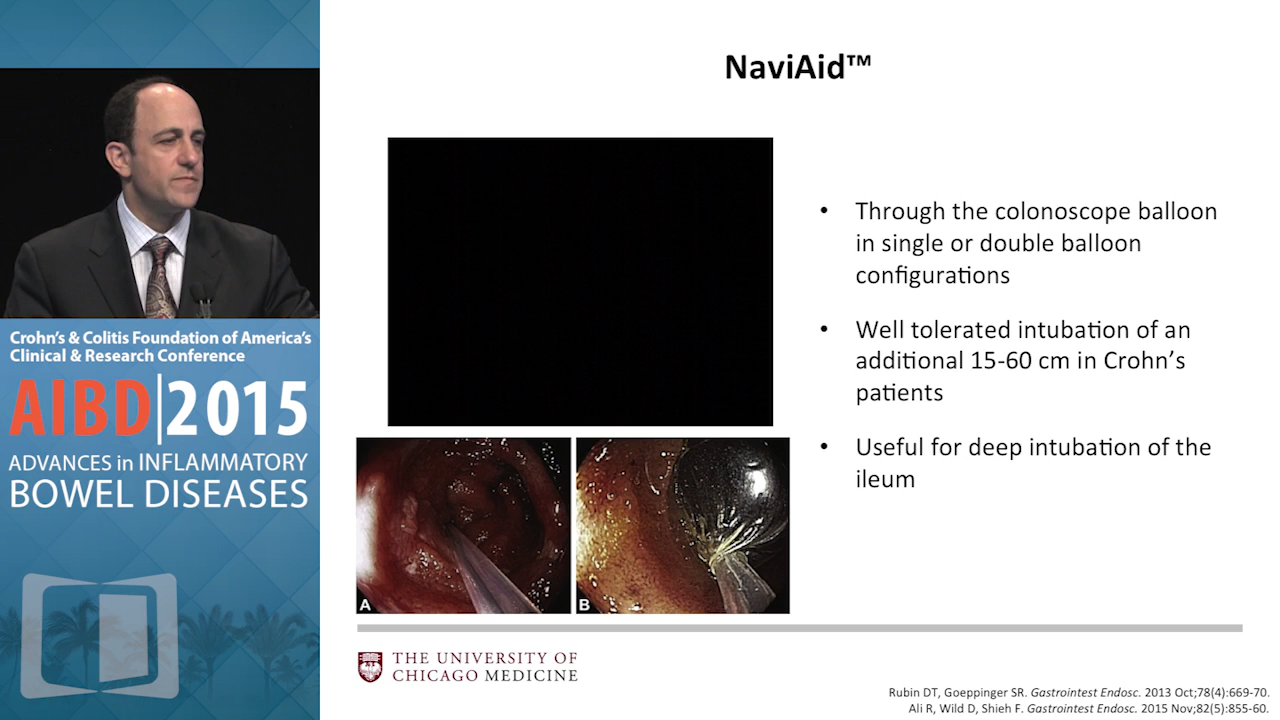 NaviAid™
• Through the colonoscope balloon
in single or double balloon
configurations
• Well tolerated intubation of an
additional 15-60 cm in Crohn's
patients
• Useful for deep intubation of the
ileum
A
B
Crohn's & Colitis Foundation of America's
Clinical & Research Conference
AIBD|2015
ADVANCES in INFLAMMATORY
BOWEL DISEASES
THE UNIVERSITY OF
CHICAGO MEDICINE
Rubin DT, Goeppinger SR. Gastrointest Endosc. 2013 Oct;78(4):669-70.
Ali R, Wild D, Shieh F. Gastrointest Endosc. 2015 Nov;82(5):855-60.